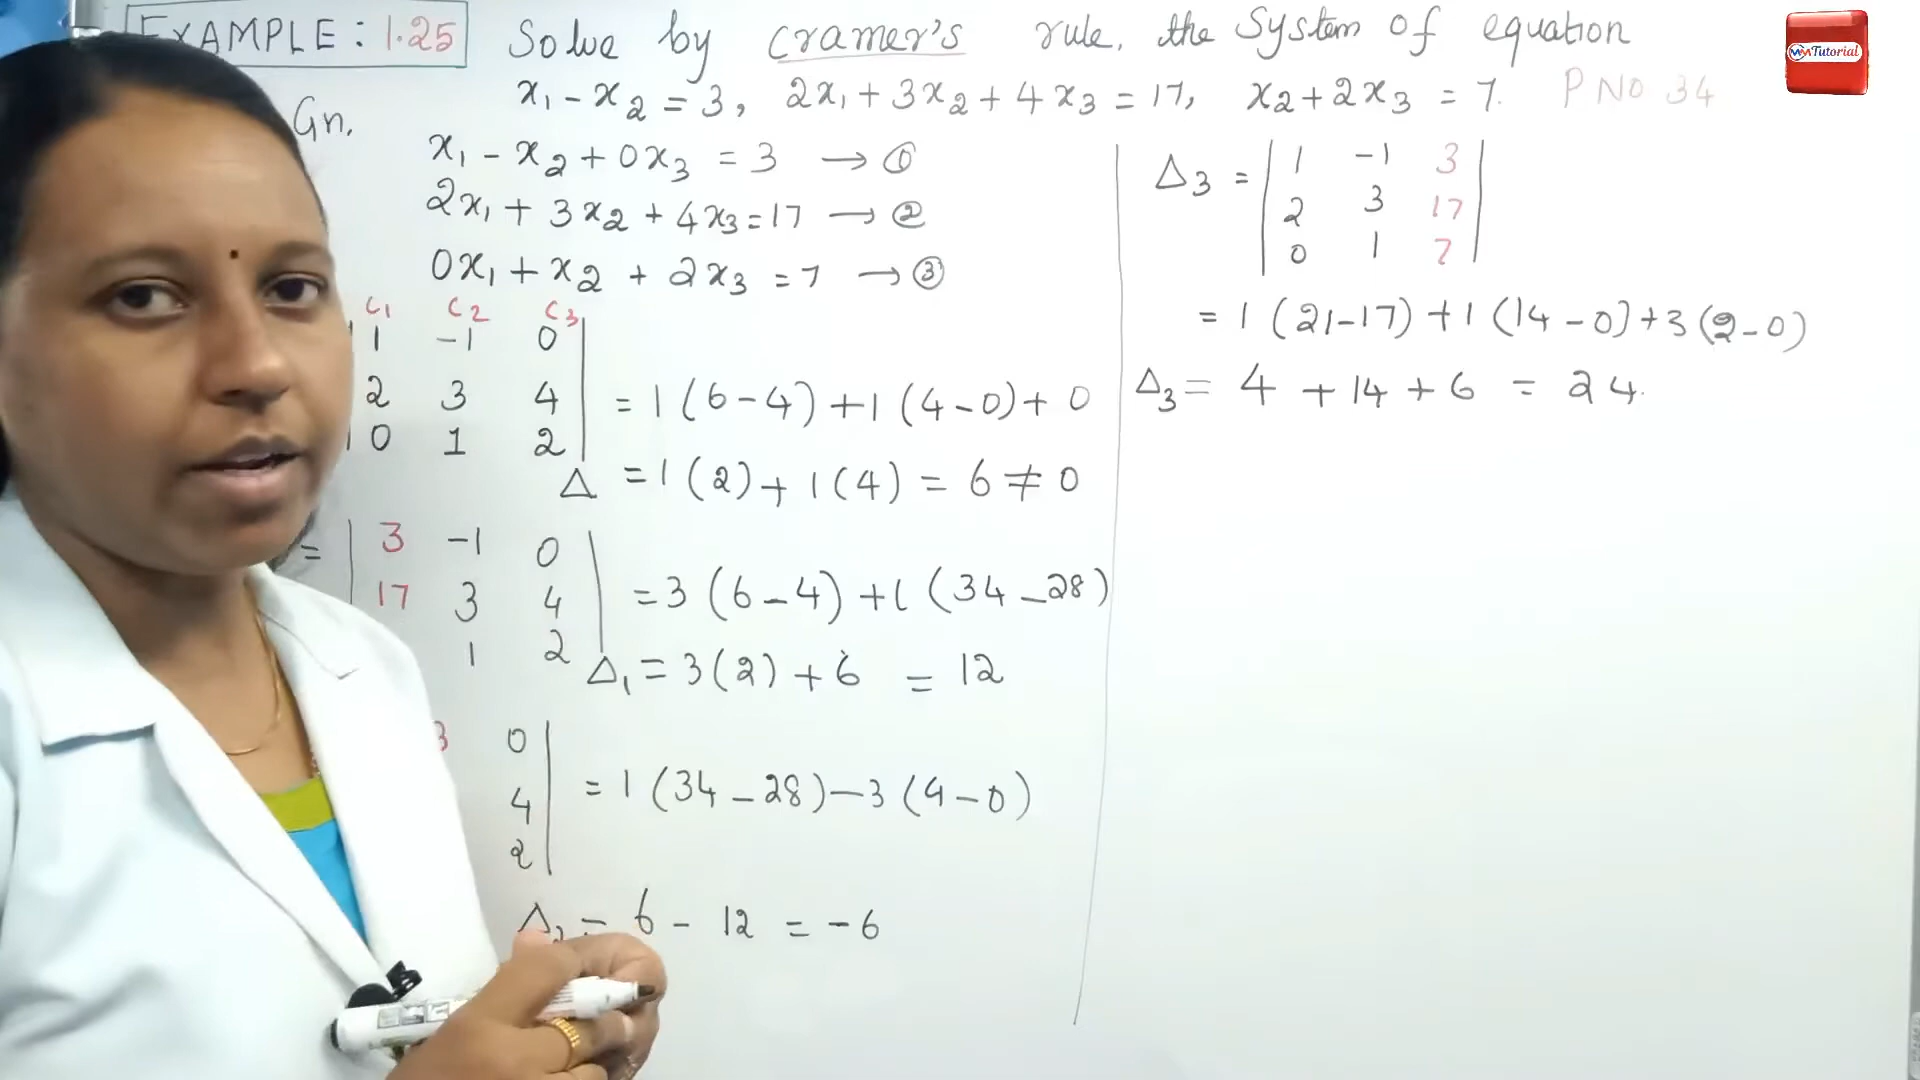 EXAMPLE : 1.25 Solve by Cramer's rule, the System of equation
x₁ - x₂ = 3, 2x₁ + 3x₂ + 4x₃ = 17, x₂ + 2x₃ = 7. P NO 34
Gn.
x₁ - x₂ + 0x₃ = 3 → ①
2x₁ + 3x₂ + 4x₃ = 17 → ②
0x₁ + x₂ + 2x₃ = 7 → ③
C₁ C₂ C₃
| 1 -1 0 |
2 3 4 | = 1 (6-4) + 1 (4-0) + 0
| 0 1 2 |
Δ = 1 (2) + 1 (4) = 6 ≠ 0
= | 3 -1 0 |
| 17 3 4 | = 3 (6-4) + 1 (34-28)
1 2 |
Δ₁ = 3(2) + 6 = 12
3 0 |
4 | = 1 (34-28) - 3 (4-0)
2 |
Δ₂ = 6 - 12 = -6
Δ₃ = | 1 -1 3 |
| 2 3 17 |
| 0 1 7 |
= 1 (21-17) + 1 (14-0) + 3 (2-0)
Δ₃ = 4 + 14 + 6 = 24.
Tutorial